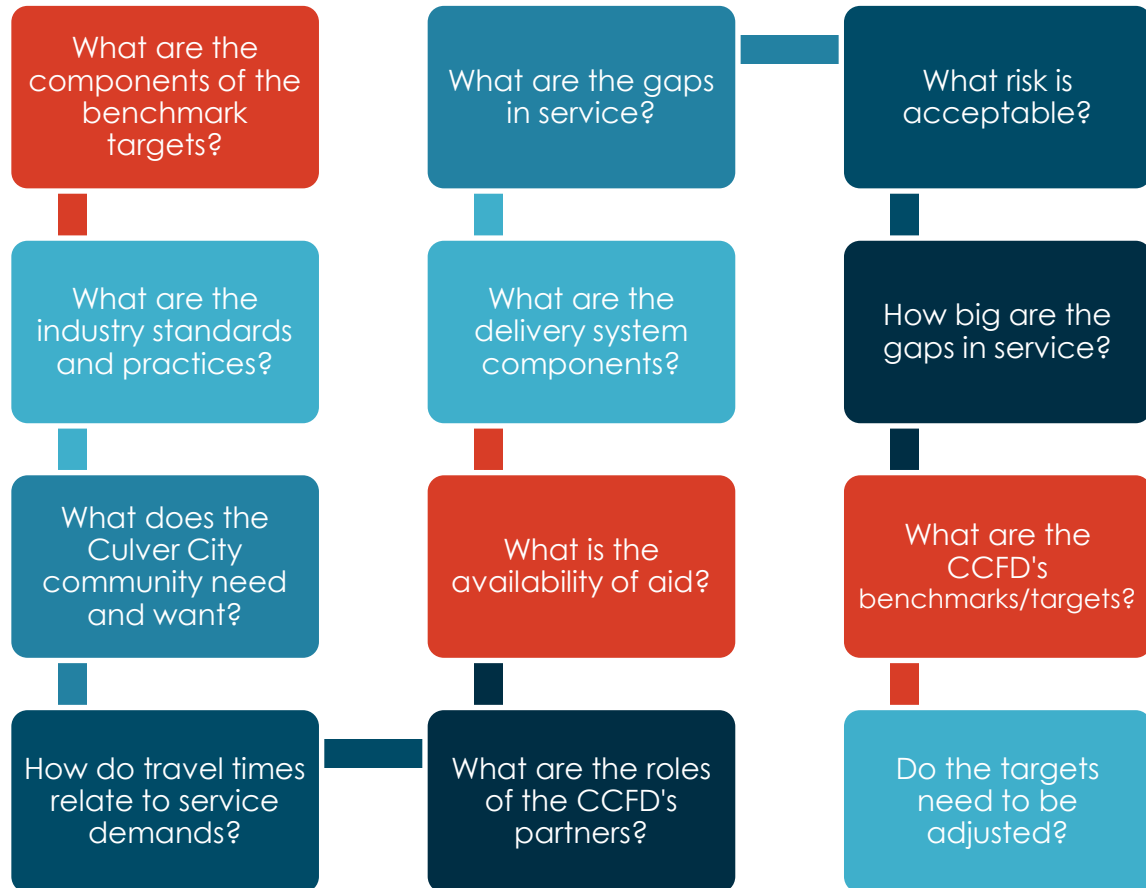 What are the
components of the
benchmark
targets?
What are the
industry standards
and practices?
What does the
Culver City
community need
and want?
How do travel times
relate to service
demands?
What are the roles
of the CCFD's
partners?
What is the
availability of aid?
What are the
delivery system
components?
What are the gaps
in service?
What risk is
acceptable?
How big are the
gaps in service?
What are the
CCFD's
benchmarks/targets?
Do the targets
need to be
adjusted?